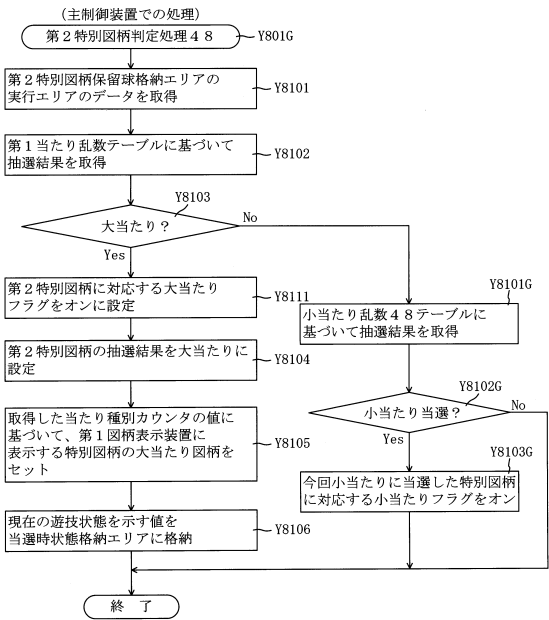 (主制御装置での処理)
第2特別図柄判定処理48
Y801G
第2特別図柄保留球格納エリアの
実行エリアのデータを取得
Y8101
第1当たり乱数テーブルに基づいて
抽選結果を取得
Y8102
Y8103
大当たり?
No
Yes
第2特別図柄に対応する大当たり
フラグをオンに設定
Y8111
第2特別図柄の抽選結果を大当たりに
設定
Y8104
取得した当たり種別カウンタの値に
基づいて、第1図柄表示装置に
表示する特別図柄の大当たり図柄を
セット
Y8105
現在の遊技状態を示す値を
当選時状態格納エリアに格納
Y8106
Y8101G
小当たり乱数48テーブルに
基づいて抽選結果を取得
Y8102G
小当たり当選?
No
Yes
Y8103G
今回小当たりに当選した特別図柄
に対応する小当たりフラグをオン
終 了